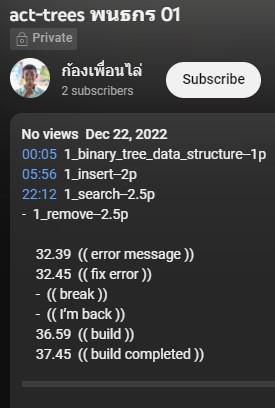 act-trees พนธกร 01
Private
ก้องเพื่อนไล่
2 subscribers
Subscribe
No views  Dec 22, 2022
00:05  1_binary_tree_data_structure--1p
05:56  1_insert--2p
22:12  1_search--2.5p
-  1_remove--2.5p
32.39  (( error message ))
32.45  (( fix error ))
-  (( break ))
-  (( I'm back ))
36.59  (( build ))
37.45  (( build completed ))